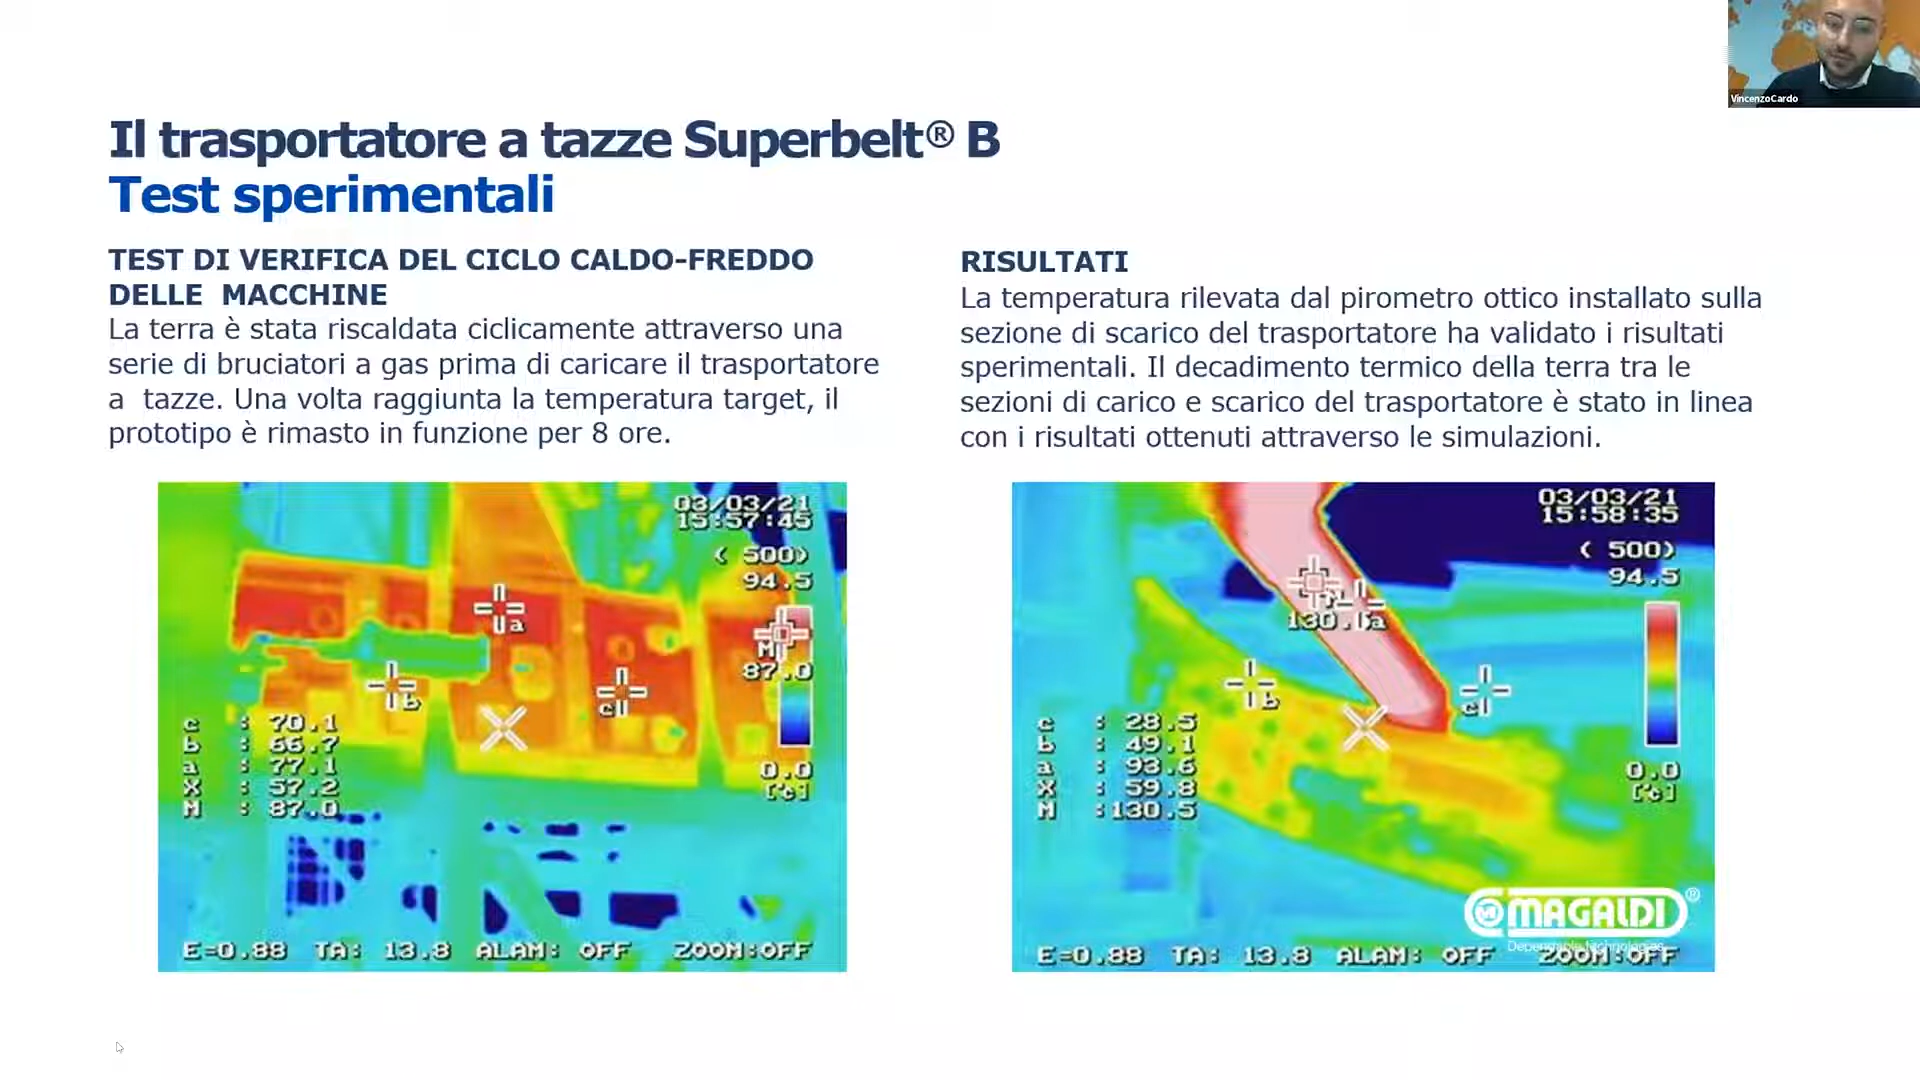 VincenzoCardo
Il trasportatore a tazze Superbelt® B
Test sperimentali
TEST DI VERIFICA DEL CICLO CALDO-FREDDO
DELLE MACCHINE
La terra è stata riscaldata ciclicamente attraverso una
serie di bruciatori a gas prima di caricare il trasportatore
a tazze. Una volta raggiunta la temperatura target, il
prototipo è rimasto in funzione per 8 ore.
RISULTATI
La temperatura rilevata dal pirometro ottico installato sulla
sezione di scarico del trasportatore ha validato i risultati
sperimentali. Il decadimento termico della terra tra le
sezioni di carico e scarico del trasportatore è stato in linea
con i risultati ottenuti attraverso le simulazioni.
03/03/21
15:57:45
( 500)
94.5
a
M
87.0
b
c
c : 70.1
b : 66.7
a : 77.1
X : 57.2
M : 87.0
0.0
[°c]
E=0.88 TA: 13.8 ALAM: OFF ZOOM:OFF
03/03/21
15:58:35
( 500)
94.5
a
b
c
c : 28.5
b : 49.1
a : 93.6
X : 59.8
M :130.5
0.0
[°c]
MAGALDI®
Dependable Technologies
E=0.88 TA: 13.8 ALAM: OFF ZOOM:OFF